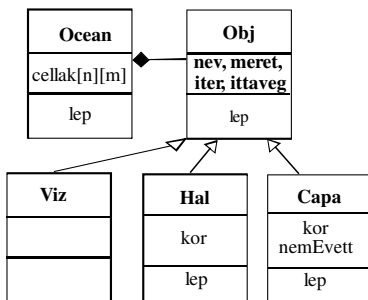 Ocean
cellak[n][m]
lep
Obj
nev, meret,
iter, ittaveg
lep
Viz
Hal
kor
lep
Capa
kor
nemEvett
lep